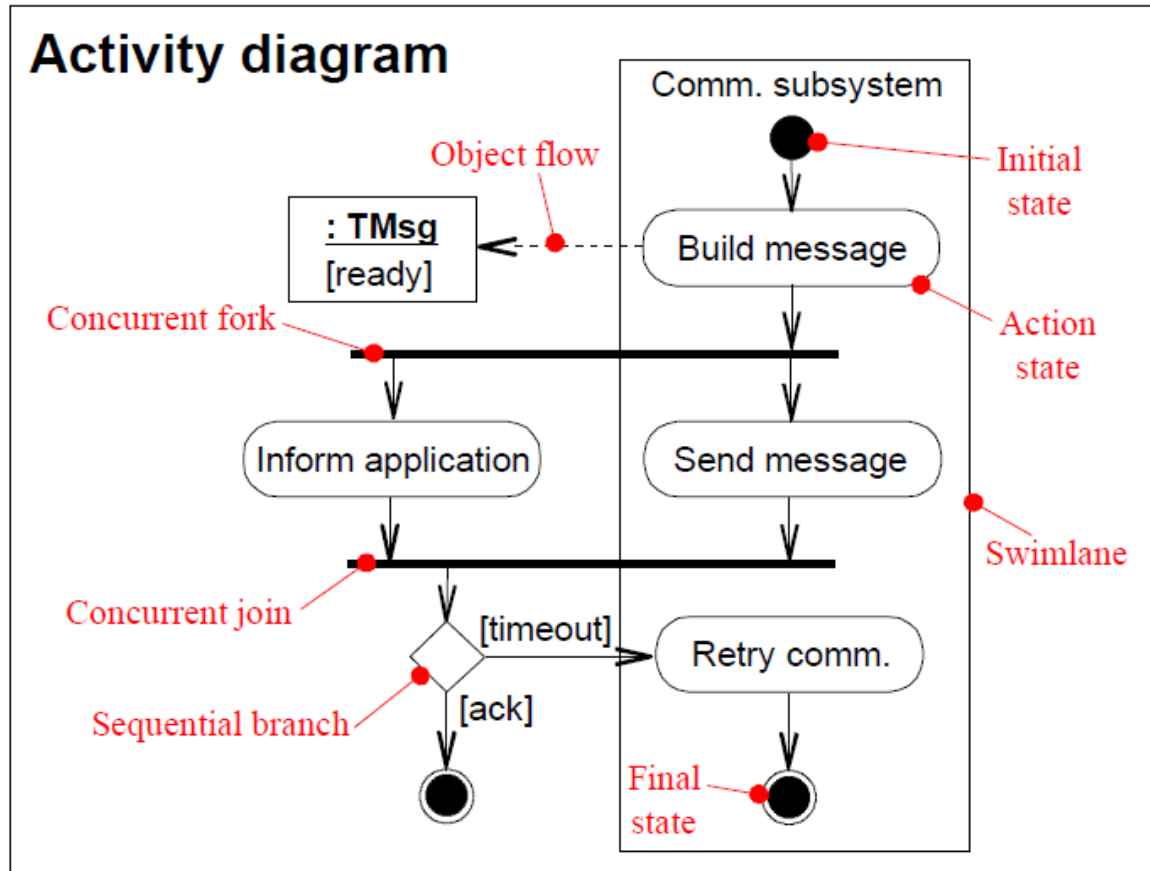 Activity diagram
Comm. subsystem
Object flow
Initial
state
: TMsg
[ready]
Build message
Concurrent fork
Action
state
Inform application
Send message
Swimlane
Concurrent join
[timeout]
Retry comm.
Sequential branch
[ack]
Final
state